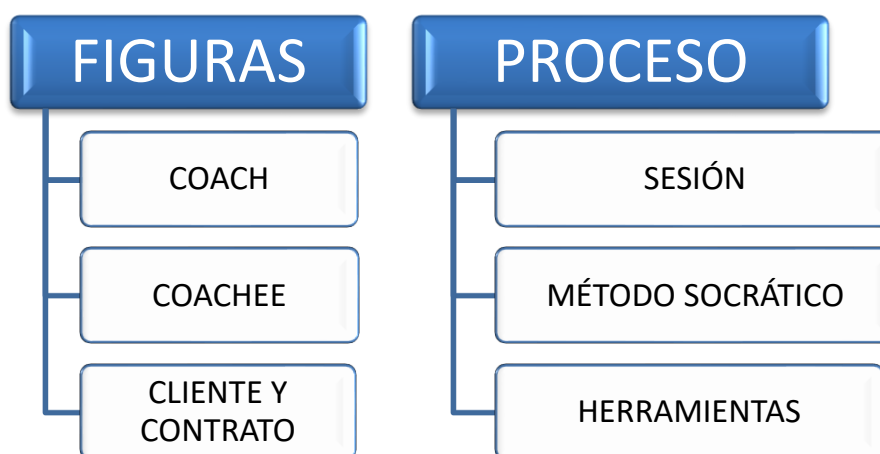 FIGURAS
COACH
COACHEE
CLIENTE Y
CONTRATO
PROCESO
SESIÓN
MÉTODO SOCRÁTICO
HERRAMIENTAS